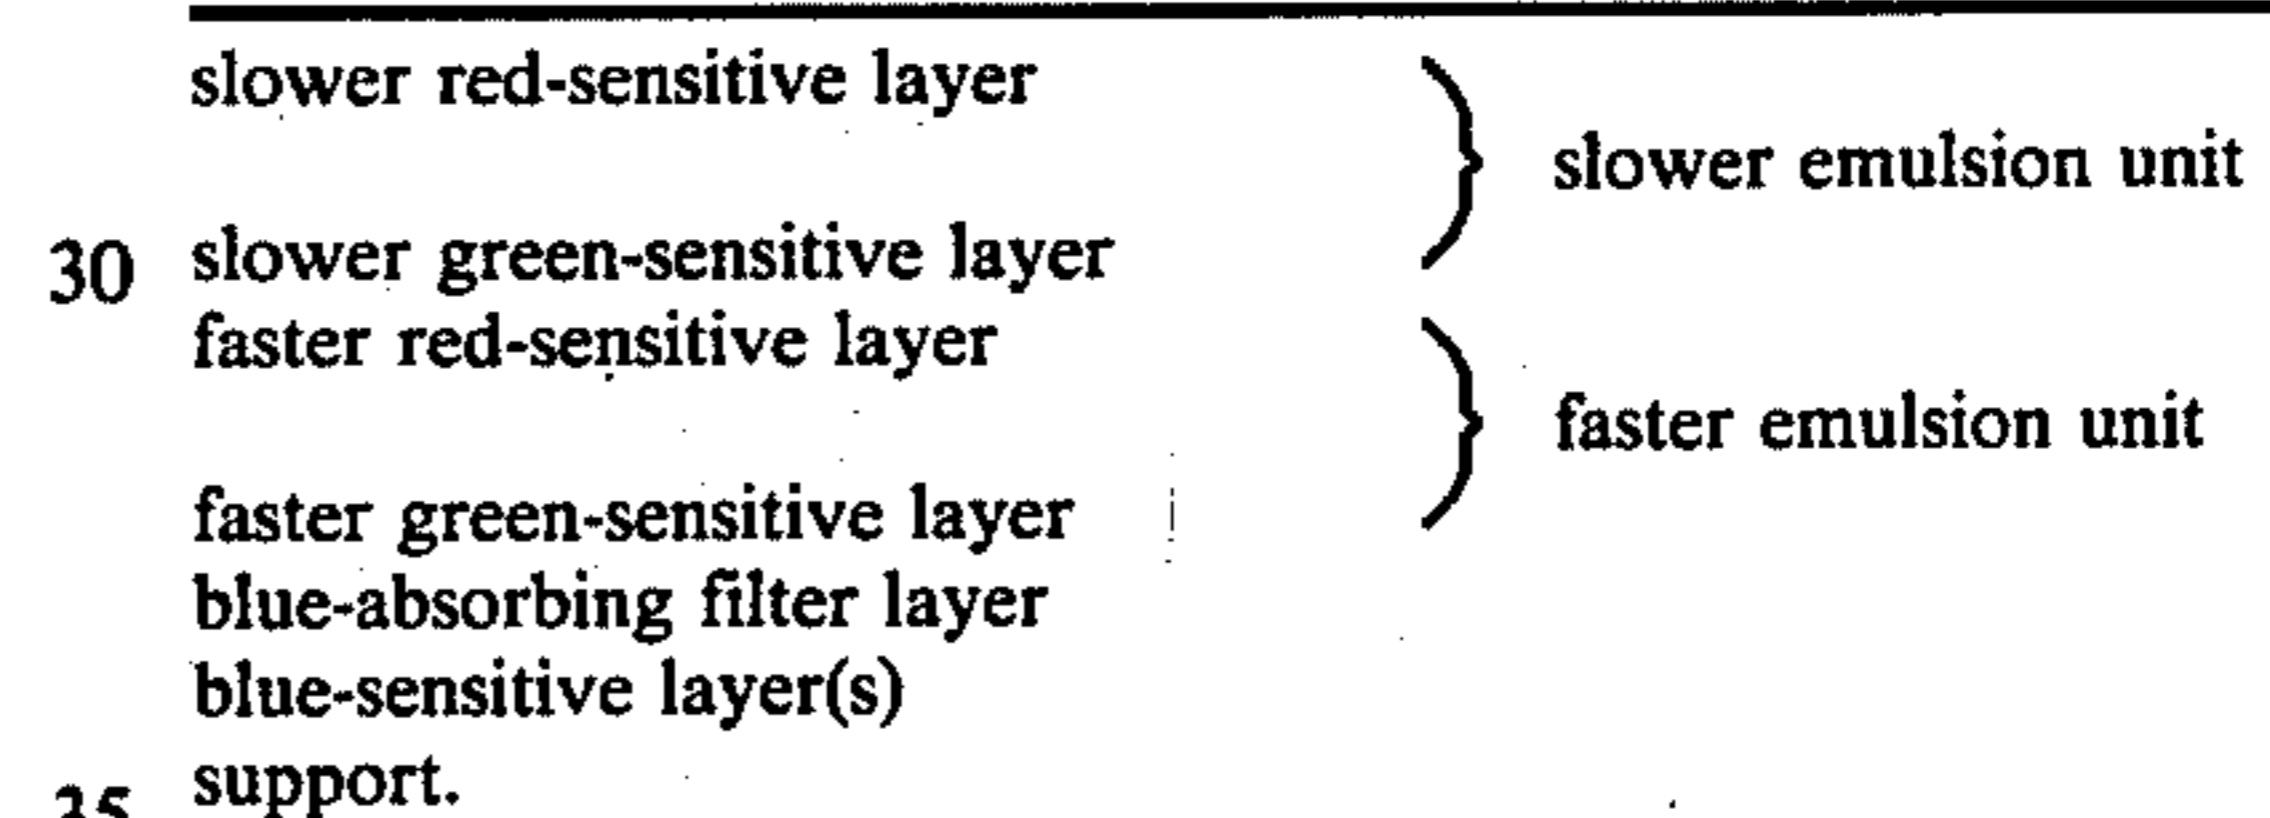 slower red-sensitive layer
slower emulsion unit
30 slower green-sensitive layer
faster red-sensitive layer
faster emulsion unit
faster green-sensitive layer
blue-absorbing filter layer
blue-sensitive layer(s)
35 support.